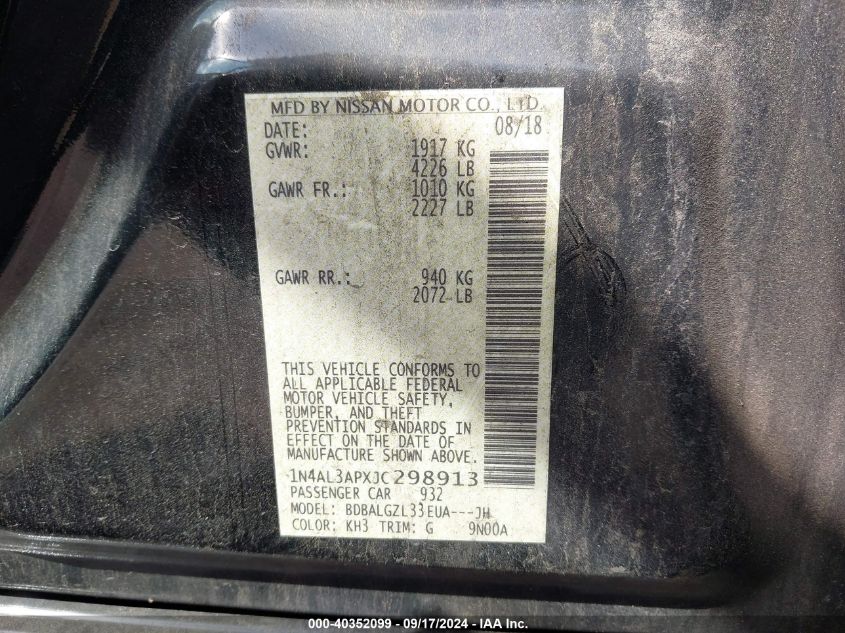 MFD BY NISSAN MOTOR CO., LTD.
DATE: 08/18
GVWR: 1917 KG
4226 LB
GAWR FR.: 1010 KG
2227 LB
GAWR RR.: 940 KG
2072 LB
THIS VEHICLE CONFORMS TO
ALL APPLICABLE FEDERAL
MOTOR VEHICLE SAFETY,
BUMPER, AND THEFT
PREVENTION STANDARDS IN
EFFECT ON THE DATE OF
MANUFACTURE SHOWN ABOVE.
1N4AL3APXJC298913
PASSENGER CAR 932
MODEL: BDBALGZL33EUA---JH
COLOR: KH3 TRIM: G 9N00A
000-40352099 - 09/17/2024 - IAA Inc.